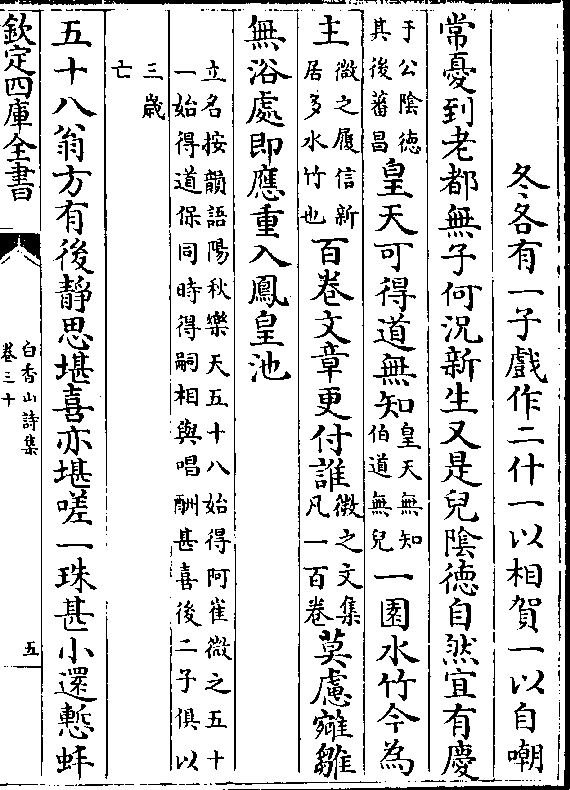 冬各有一子戲作二什一以相賀一以自嘲
常憂到老都無子何況新生又是兒陰德自然宜有慶
于公陰德
其後蕃昌
皇天可得道無知
皇天無知
伯道無兒
一園水竹今為
主
微之履信新
居多水竹也
百卷文章更付誰
微之文集
凡一百卷
莫慮鵷雛
無浴處即應重入鳳皇池
立名按韻語陽秋樂天五十八始得阿崔微之五十
一始得道保同時得嗣相與唱酬甚喜後二子俱以
三歲
亡
五十八翁方有後靜思堪喜亦堪嗟一珠甚小還慙蚌
欽定四庫全書
白香山詩集
卷三十
五